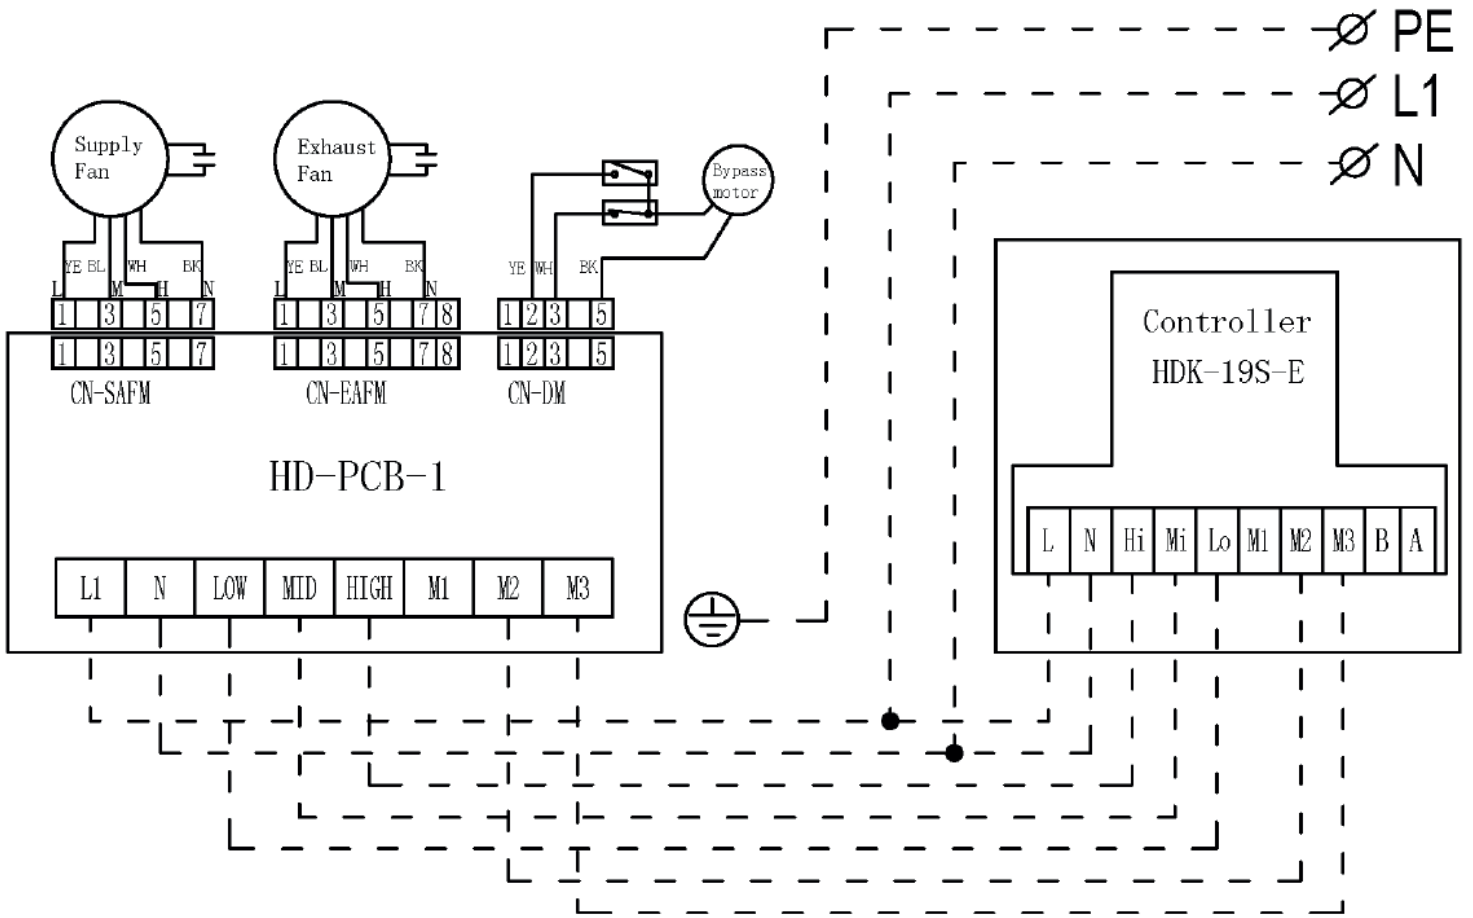 PE
L1
N
Supply
Fan
Exhaust
Fan
Bypass
motor
YE BL WH BK
YE BL WH BK
YE WH BK
L M H N
L M H N
1 3 5 7
1 3 5 7 8
1 2 3 5
1 3 5 7
1 3 5 7 8
1 2 3 5
CN-SAFM
CN-EAFM
CN-DM
HD-PCB-1
L1 N LOW MID HIGH M1 M2 M3
Controller
HDK-19S-E
L N Hi Mi Lo M1 M2 M3 B A